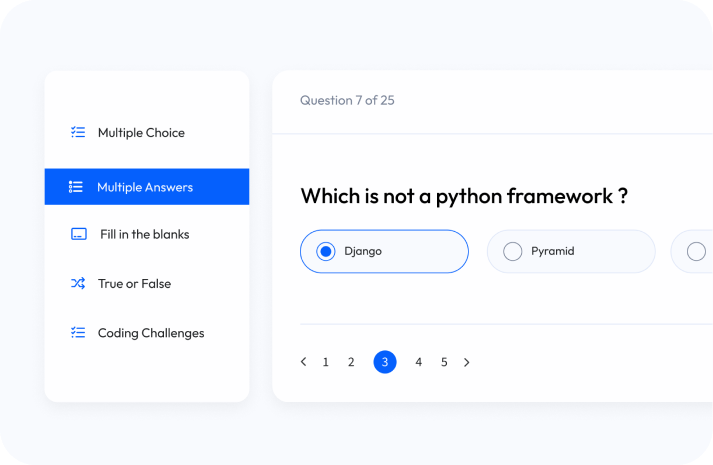 Multiple Choice
Multiple Answers
Fill in the blanks
True or False
Coding Challenges
Question 7 of 25
Which is not a python framework ?
Django Pyramid
1 2 3 4 5